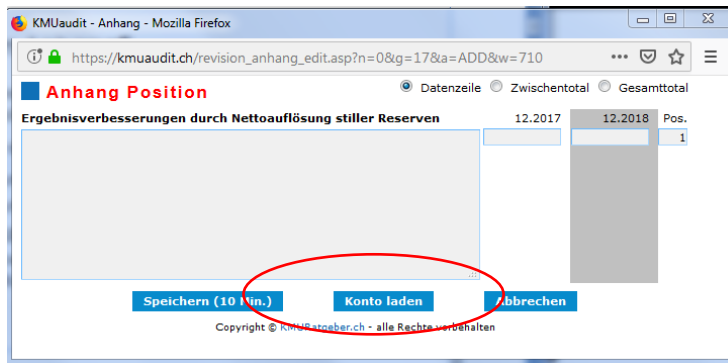 KMUaudit - Anhang - Mozilla Firefox
https://kmuaudit.ch/revision_anhang_edit.asp?n=0&g=17&a=ADD&w=710
Anhang Position Datenzeile Zwischentotal Gesamttotal
Ergebnisverbesserungen durch Nettoauflösung stiller Reserven 12.2017 12.2018 Pos.
1
Speichern (10 Min.) Konto laden Abbrechen
Copyright © KMURatgeber.ch - alle Rechte vorbehalten